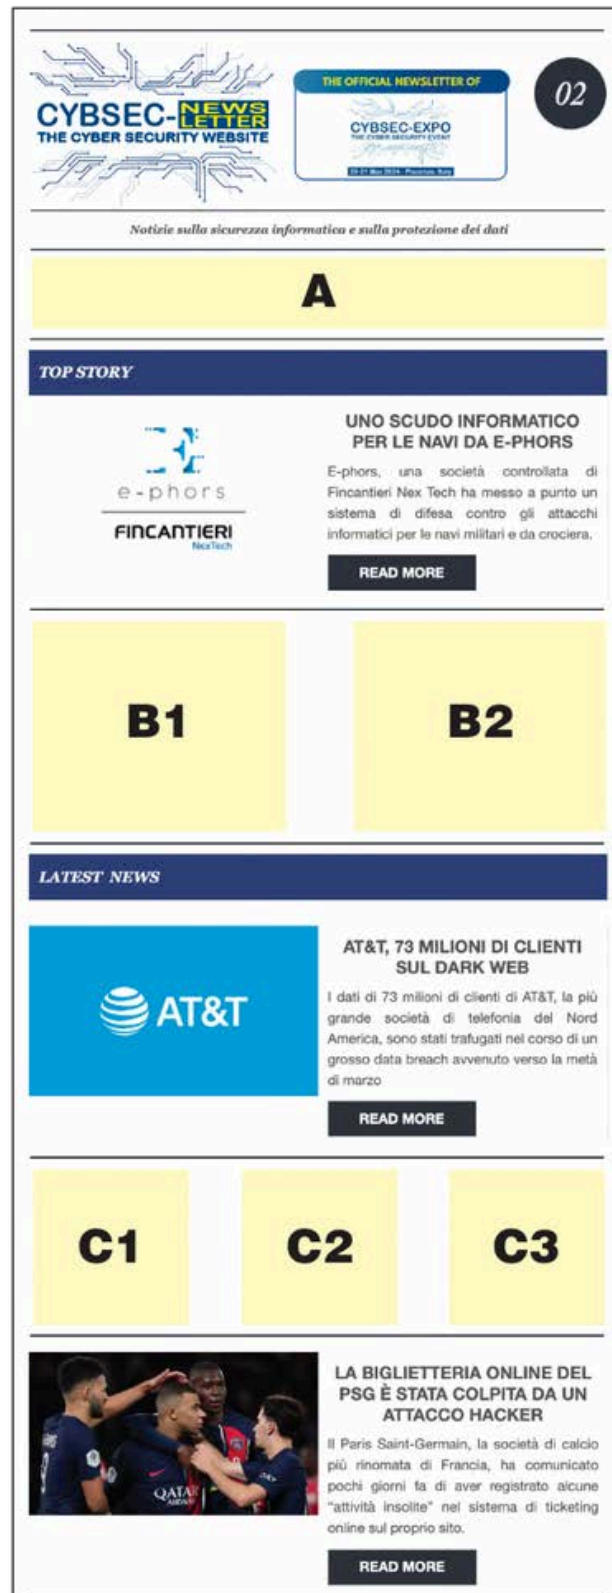 CYBSEC-NEWS
LETTER
THE CYBER SECURITY WEBSITE
THE OFFICIAL NEWSLETTER OF
CYBSEC-EXPO
THE CYBER SECURITY EVENT
Piacenza, Italy
02
Notizie sulla sicurezza informatica e sulla protezione dei dati
A
TOP STORY
e-phors
FINCANTIERI
NexTech
UNO SCUDO INFORMATICO
PER LE NAVI DA E-PHORS
E-phors, una società controllata di
Fincantieri Nex Tech ha messo a punto un
sistema di difesa contro gli attacchi
informatici per le navi militari e da crociera.
READ MORE
B1
B2
LATEST NEWS
AT&T
AT&T, 73 MILIONI DI CLIENTI
SUL DARK WEB
I dati di 73 milioni di clienti di AT&T, la più
grande società di telefonia del Nord
America, sono stati trafugati nel corso di un
grosso data breach avvenuto verso la metà
di marzo
READ MORE
C1
C2
C3
QATAR
AIRWAYS
LA BIGLIETTERIA ONLINE DEL
PSG È STATA COLPITA DA UN
ATTACCO HACKER
Il Paris Saint-Germain, la società di calcio
più rinomata di Francia, ha comunicato
pochi giorni fa di aver registrato alcune
“attività insolite” nel sistema di ticketing
online sul proprio sito.
READ MORE